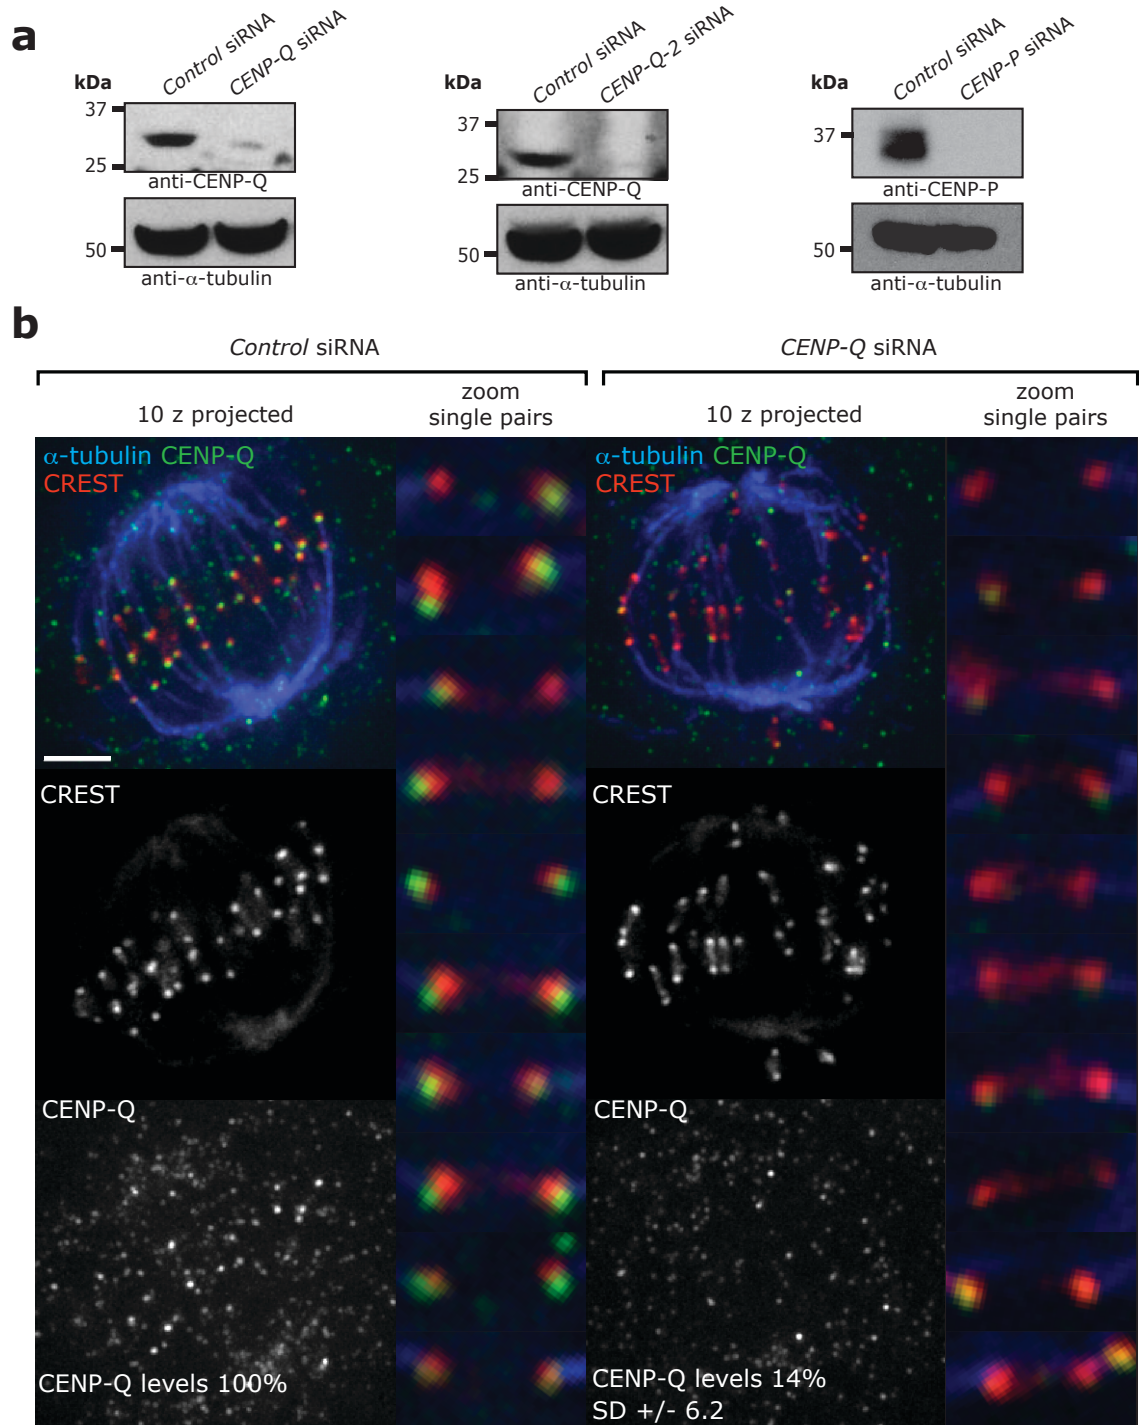 a
kDa
Control siRNA
CENP-Q siRNA
37
25
anti-CENP-Q
50
anti-α-tubulin
kDa
Control siRNA
CENP-Q-2 siRNA
37
25
anti-CENP-Q
50
anti-α-tubulin
kDa
Control siRNA
CENP-P siRNA
37
anti-CENP-P
50
anti-α-tubulin
b
Control siRNA
CENP-Q siRNA
10 z projected
zoom
single pairs
10 z projected
zoom
single pairs
α-tubulin CENP-Q
CREST
α-tubulin CENP-Q
CREST
CREST
CREST
CENP-Q
CENP-Q
CENP-Q levels 100%
CENP-Q levels 14%
SD +/- 6.2